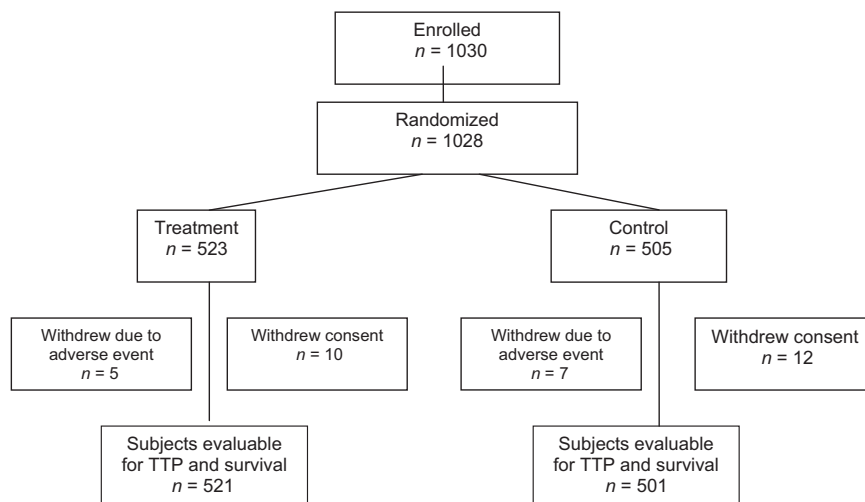 Enrolled
n = 1030
Randomized
n = 1028
Treatment
n = 523
Control
n = 505
Withdrew due to
adverse event
n = 5
Withdrew consent
n = 10
Withdrew due to
adverse event
n = 7
Withdrew consent
n = 12
Subjects evaluable
for TTP and survival
n = 521
Subjects evaluable
for TTP and survival
n = 501